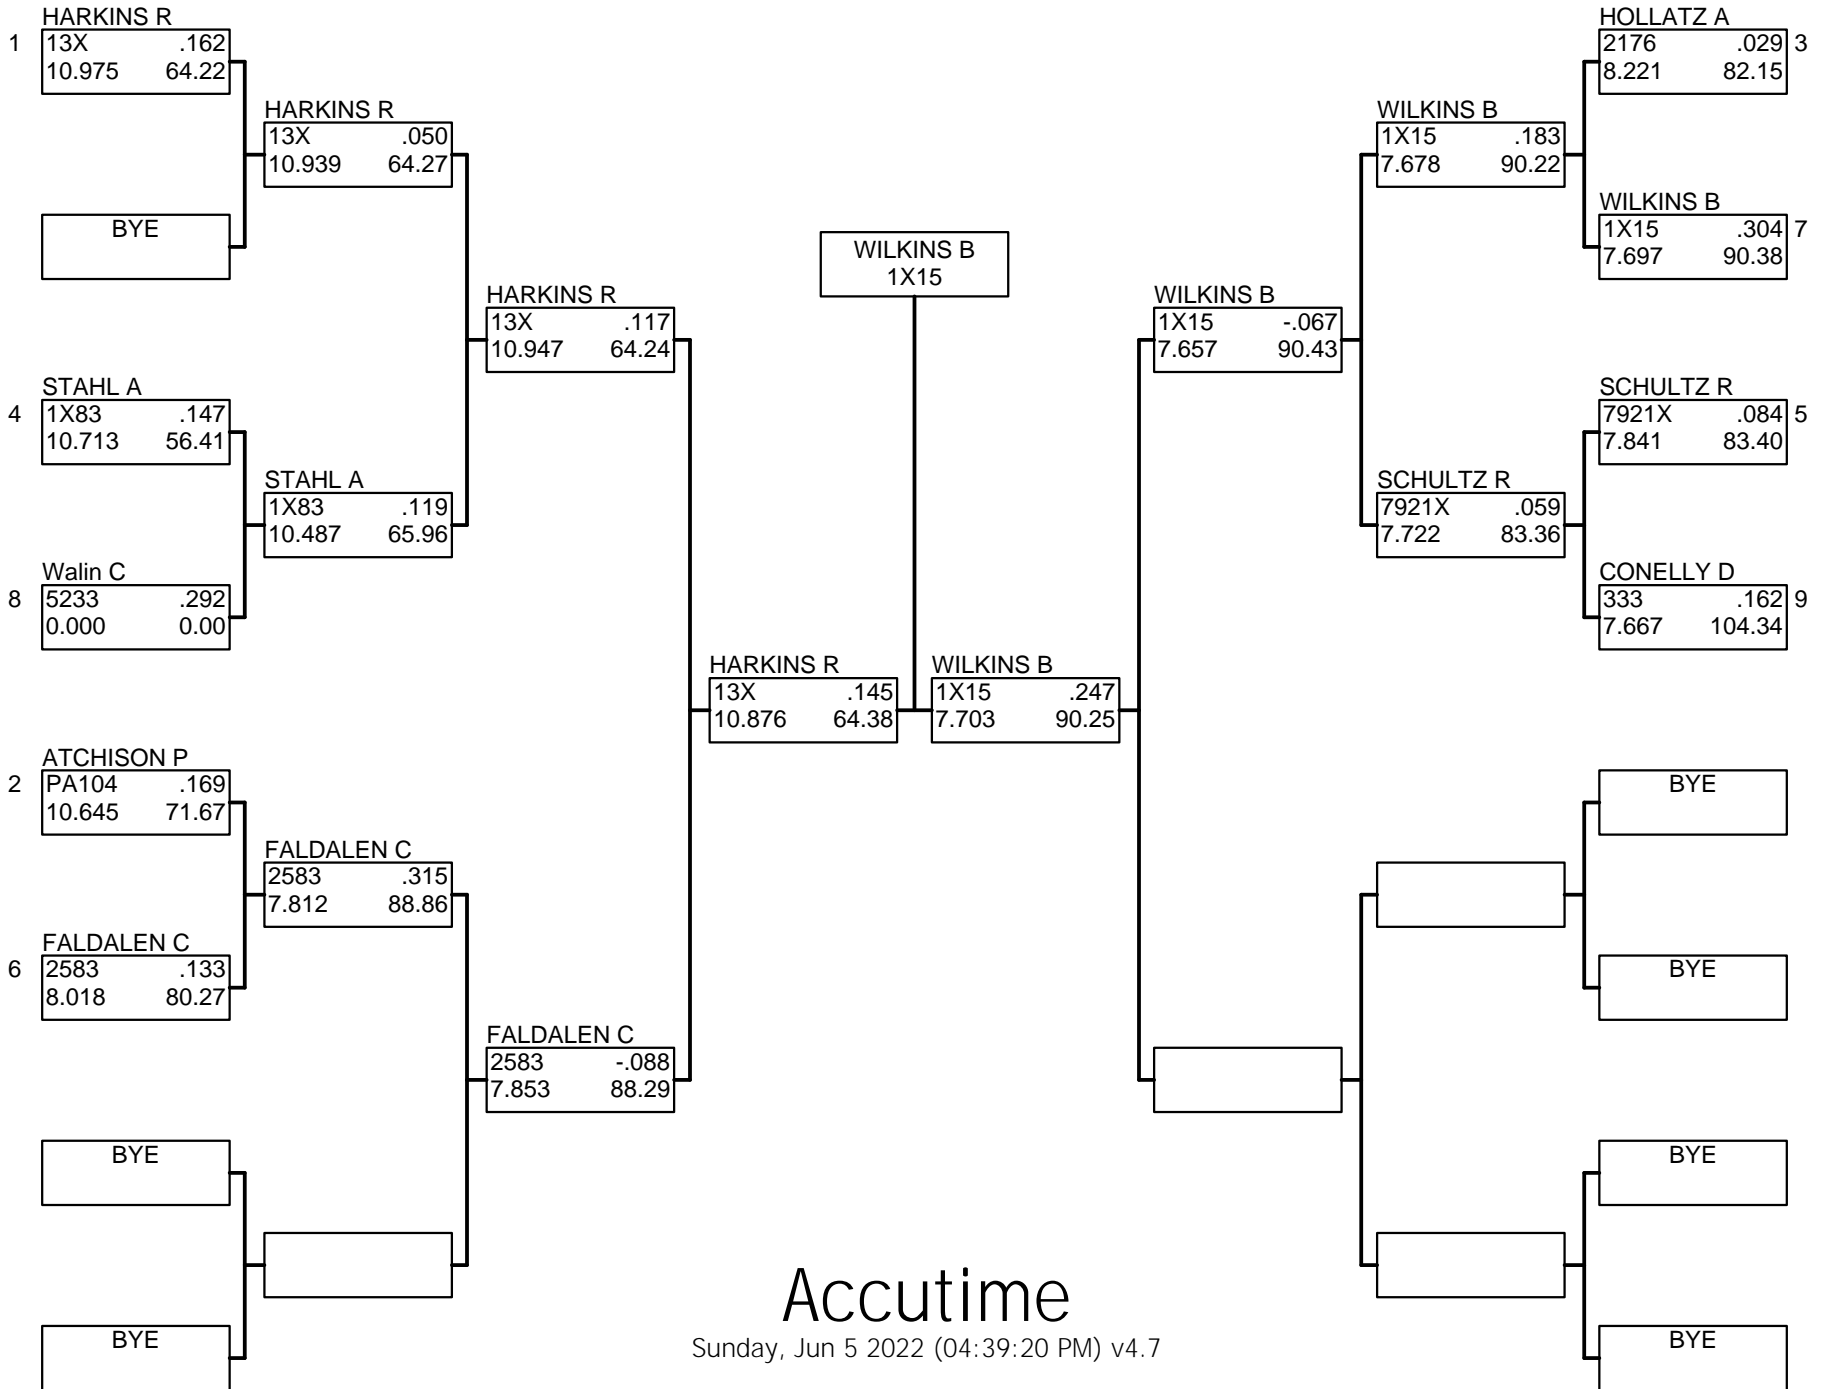 HARKINS R
1 13X .162
10.975 64.22
BYE
STAHL A
4 1X83 .147
10.713 56.41
Walin C
8 5233 .292
0.000 0.00
ATCHISON P
2 PA104 .169
10.645 71.67
FALDALEN C
6 2583 .133
8.018 80.27
BYE
BYE
HARKINS R
13X .050
10.939 64.27
STAHL A
1X83 .119
10.487 65.96
FALDALEN C
2583 .315
7.812 88.86
HARKINS R
13X .117
10.947 64.24
FALDALEN C
2583 -.088
7.853 88.29
HARKINS R
13X .145
10.876 64.38
WILKINS B
1X15
WILKINS B
1X15 .247
7.703 90.25
WILKINS B
1X15 -.067
7.657 90.43
WILKINS B
1X15 .183
7.678 90.22
SCHULTZ R
7921X .059
7.722 83.36
HOLLATZ A
2176 .029 3
8.221 82.15
WILKINS B
1X15 .304 7
7.697 90.38
SCHULTZ R
7921X .084 5
7.841 83.40
CONELLY D
333 .162 9
7.667 104.34
BYE
BYE
BYE
BYE
Accutime
Sunday, Jun 5 2022 (04:39:20 PM) v4.7